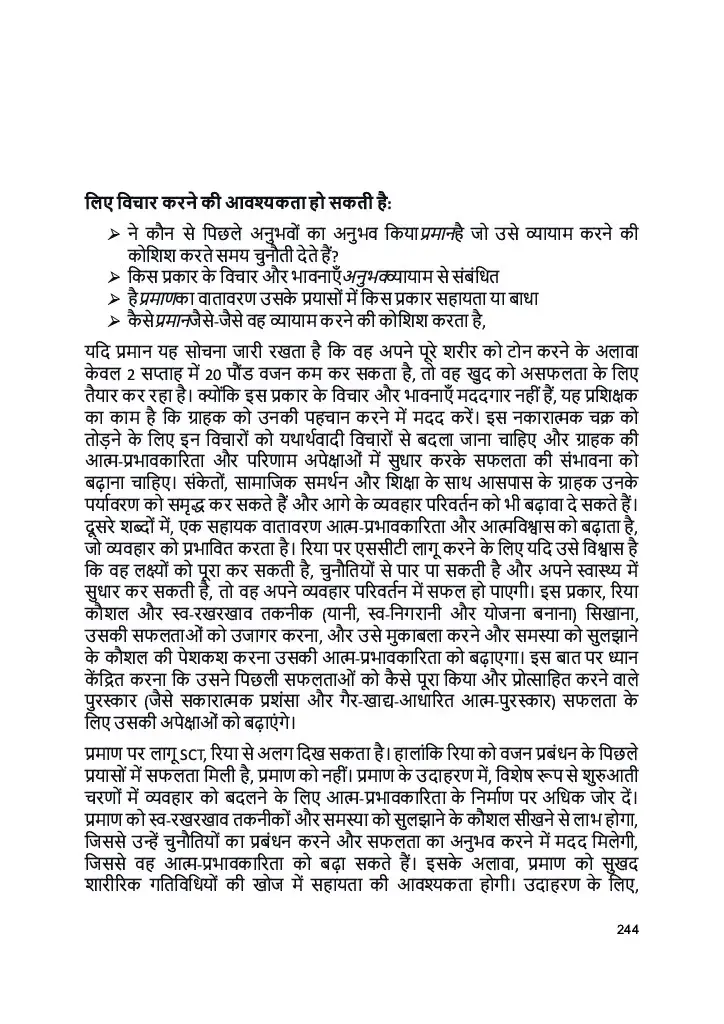 लिए विचार करने की आवश्यकता हो सकती है:
➢ ने कौन से पिछले अनुभवों का अनुभव कियाप्रमानहै जो उसे व्यायाम करने की
कोशिश करते समय चुनौती देते हैं?
➢ किस प्रकार के विचार और भावनाएँअनुभवव्यायाम से संबंधित
➢ हैप्रमाणका वातावरण उसके प्रयासों में किस प्रकार सहायता या बाधा
➢ कैसेप्रमानजैसे-जैसे वह व्यायाम करने की कोशिश करता है,
यदि प्रमान यह सोचना जारी रखता है कि वह अपने पूरे शरीर को टोन करने के अलावा
केवल 2 सप्ताह में 20 पौंड वजन कम कर सकता है, तो वह खुद को असफलता के लिए
तैयार कर रहा है। क्योंकि इस प्रकार के विचार और भावनाएँ मददगार नहीं हैं, यह प्रशिक्षक
का काम है कि ग्राहक को उनकी पहचान करने में मदद करें। इस नकारात्मक चक्र को
तोड़ने के लिए इन विचारों को यथार्थवादी विचारों से बदला जाना चाहिए और ग्राहक की
आत्म-प्रभावकारिता और परिणाम अपेक्षाओं में सुधार करके सफलता की संभावना को
बढ़ाना चाहिए। संकेतों, सामाजिक समर्थन और शिक्षा के साथ आसपास के ग्राहक उनके
पर्यावरण को समृद्ध कर सकते हैं और आगे के व्यवहार परिवर्तन को भी बढ़ावा दे सकते हैं।
दूसरे शब्दों में, एक सहायक वातावरण आत्म-प्रभावकारिता और आत्मविश्वास को बढ़ाता है,
जो व्यवहार को प्रभावित करता है। रिया पर एससीटी लागू करने के लिए यदि उसे विश्वास है
कि वह लक्ष्यों को पूरा कर सकती है, चुनौतियों से पार पा सकती है और अपने स्वास्थ्य में
सुधार कर सकती है, तो वह अपने व्यवहार परिवर्तन में सफल हो पाएगी। इस प्रकार, रिया
कौशल और स्व-रखरखाव तकनीक (यानी, स्व-निगरानी और योजना बनाना) सिखाना,
उसकी सफलताओं को उजागर करना, और उसे मुकाबला करने और समस्या को सुलझाने
के कौशल की पेशकश करना उसकी आत्म-प्रभावकारिता को बढ़ाएगा। इस बात पर ध्यान
केंद्रित करना कि उसने पिछली सफलताओं को कैसे पूरा किया और प्रोत्साहित करने वाले
पुरस्कार (जैसे सकारात्मक प्रशंसा और गैर-खाद्य-आधारित आत्म-पुरस्कार) सफलता के
लिए उसकी अपेक्षाओं को बढ़ाएंगे।
प्रमाण पर लागू SCT, रिया से अलग दिख सकता है। हालांकि रिया को वजन प्रबंधन के पिछले
प्रयासों में सफलता मिली है, प्रमाण को नहीं। प्रमाण के उदाहरण में, विशेष रूप से शुरुआती
चरणों में व्यवहार को बदलने के लिए आत्म-प्रभावकारिता के निर्माण पर अधिक जोर दें।
प्रमाण को स्व-रखरखाव तकनीकों और समस्या को सुलझाने के कौशल सीखने से लाभ होगा,
जिससे उन्हें चुनौतियों का प्रबंधन करने और सफलता का अनुभव करने में मदद मिलेगी,
जिससे वह आत्म-प्रभावकारिता को बढ़ा सकते हैं। इसके अलावा, प्रमाण को सुखद
शारीरिक गतिविधियों की खोज में सहायता की आवश्यकता होगी। उदाहरण के लिए,
244